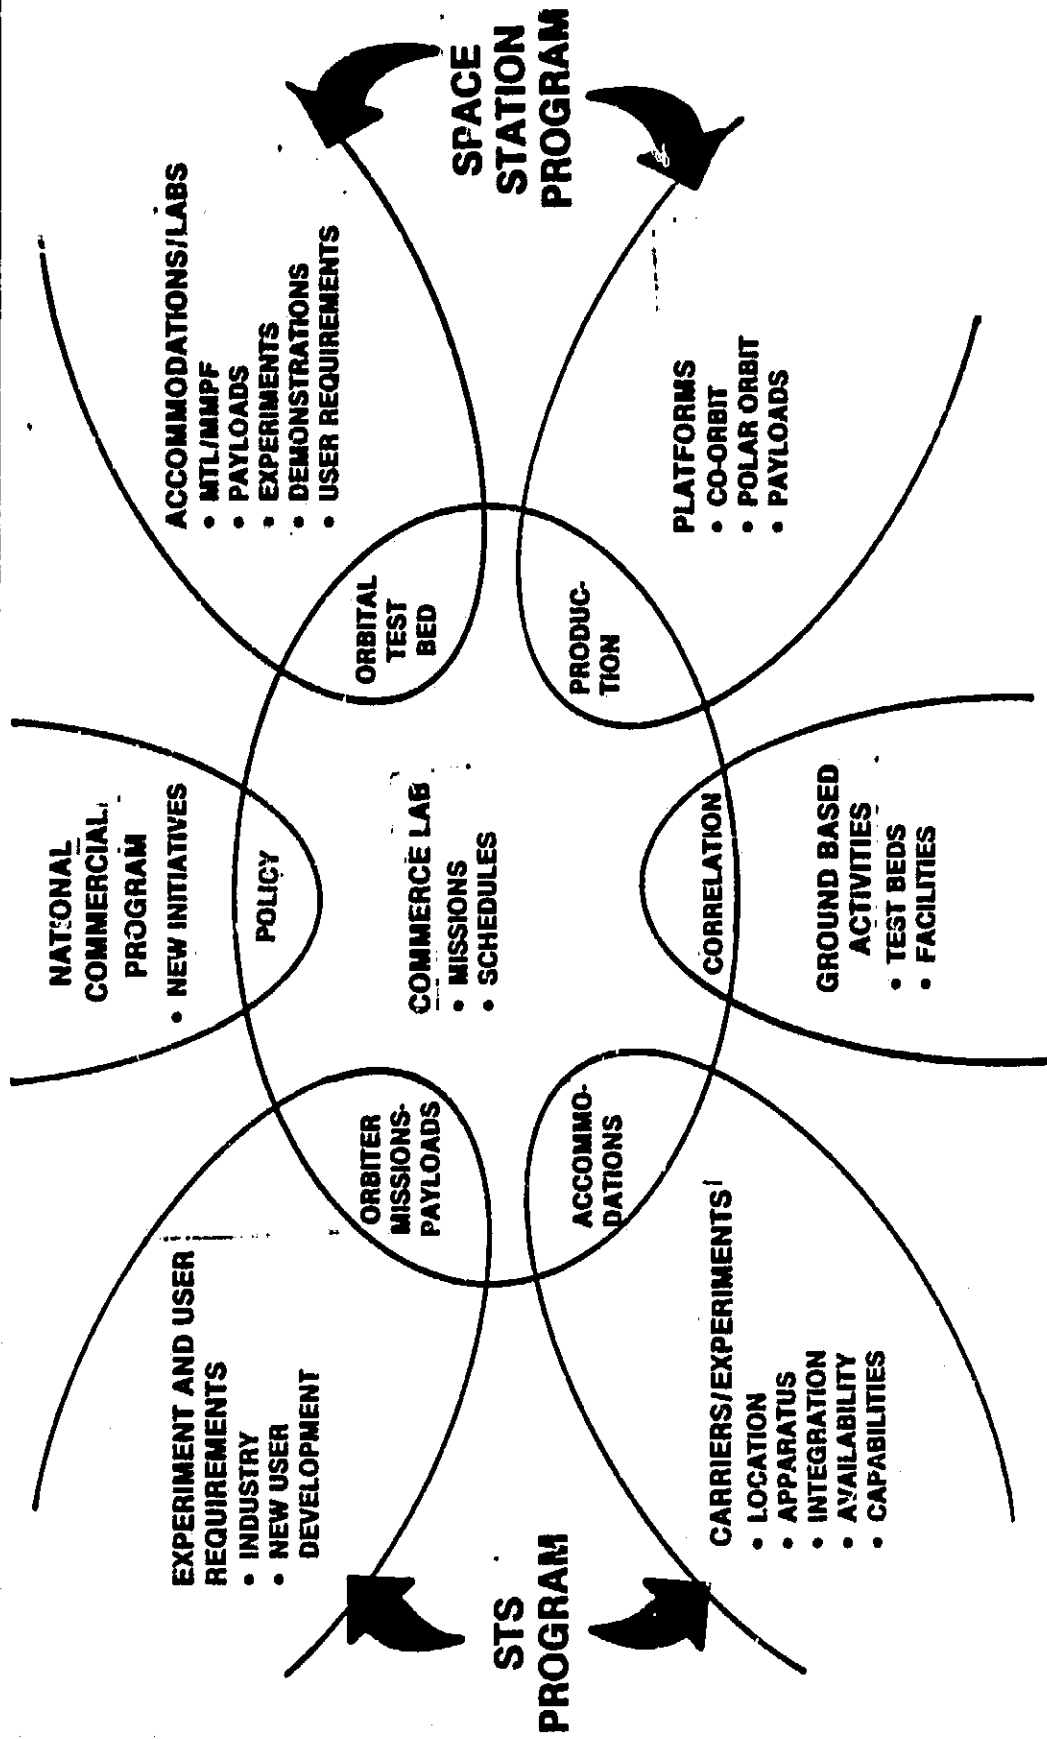 NATIONAL
COMMERCIAL
PROGRAM
• NEW INITIATIVES
POLICY
EXPERIMENT AND USER
REQUIREMENTS
• INDUSTRY
• NEW USER
DEVELOPMENT
ORBITER
MISSIONS-
PAYLOADS
ACCOMMODATIONS/LABS
• MTL/MMPF
• PAYLOADS
• EXPERIMENTS
• DEMONSTRATIONS
• USER REQUIREMENTS
ORBITAL
TEST
BED
STS
PROGRAM
COMMERCE LAB
• MISSIONS
• SCHEDULES
SPACE
STATION
PROGRAM
CARRIERS/EXPERIMENTS
• LOCATION
• APPARATUS
• INTEGRATION
• AVAILABILITY
• CAPABILITIES
ACCOMMO-
DATIONS
CORRELATION
GROUND BASED
ACTIVITIES
• TEST BEDS
• FACILITIES
PRODUC-
TION
PLATFORMS
• CO-ORBIT
• POLAR ORBIT
• PAYLOADS